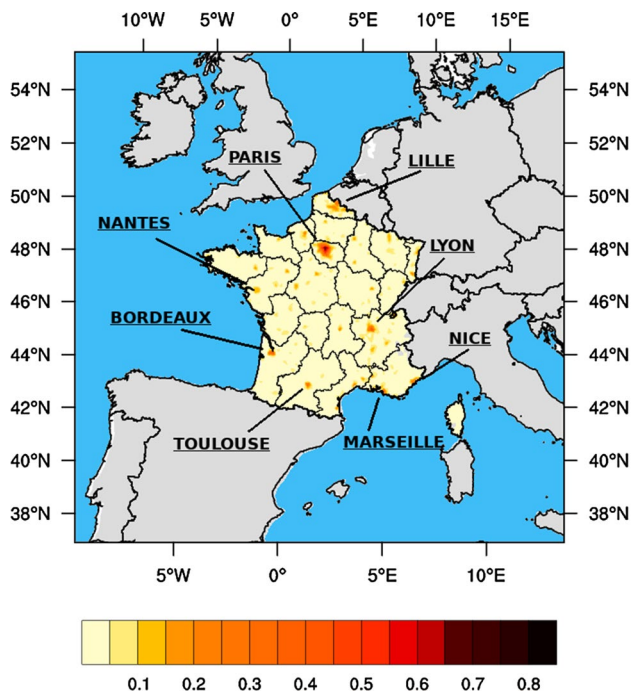 10°W 5°W 0° 5°E 10°E 15°E
54°N 54°N
52°N 52°N
PARIS LILLE
50°N 50°N
NANTES
48°N LYON 48°N
46°N 46°N
BORDEAUX
NICE
44°N 44°N
42°N 42°N
TOULOUSE MARSEILLE
40°N 40°N
38°N 38°N
5°W 0° 5°E 10°E
0.1 0.2 0.3 0.4 0.5 0.6 0.7 0.8